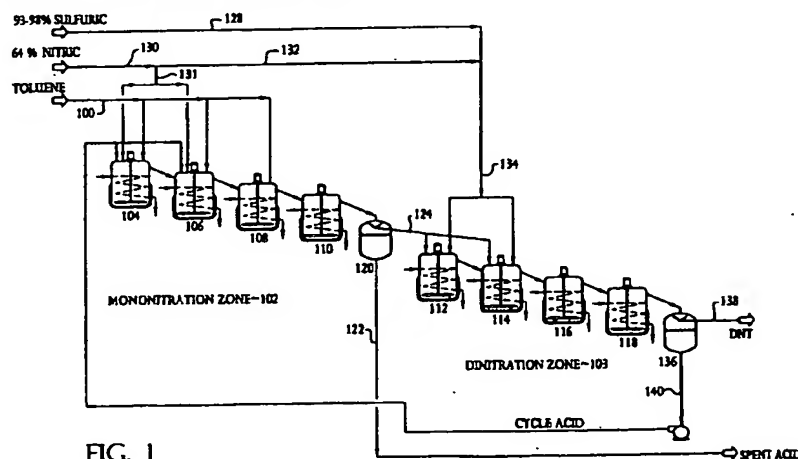 93-98% SULFURIC
128
64 % NITRIC
130
132
131
TOLUENE
100
134
104
106
108
110
124
120
112
114
116
118
138
DNT
136
MONONITRATION ZONE~102
122
DINITRATION ZONE~103
140
CYCLE ACID
FIG. 1
SPENT ACID